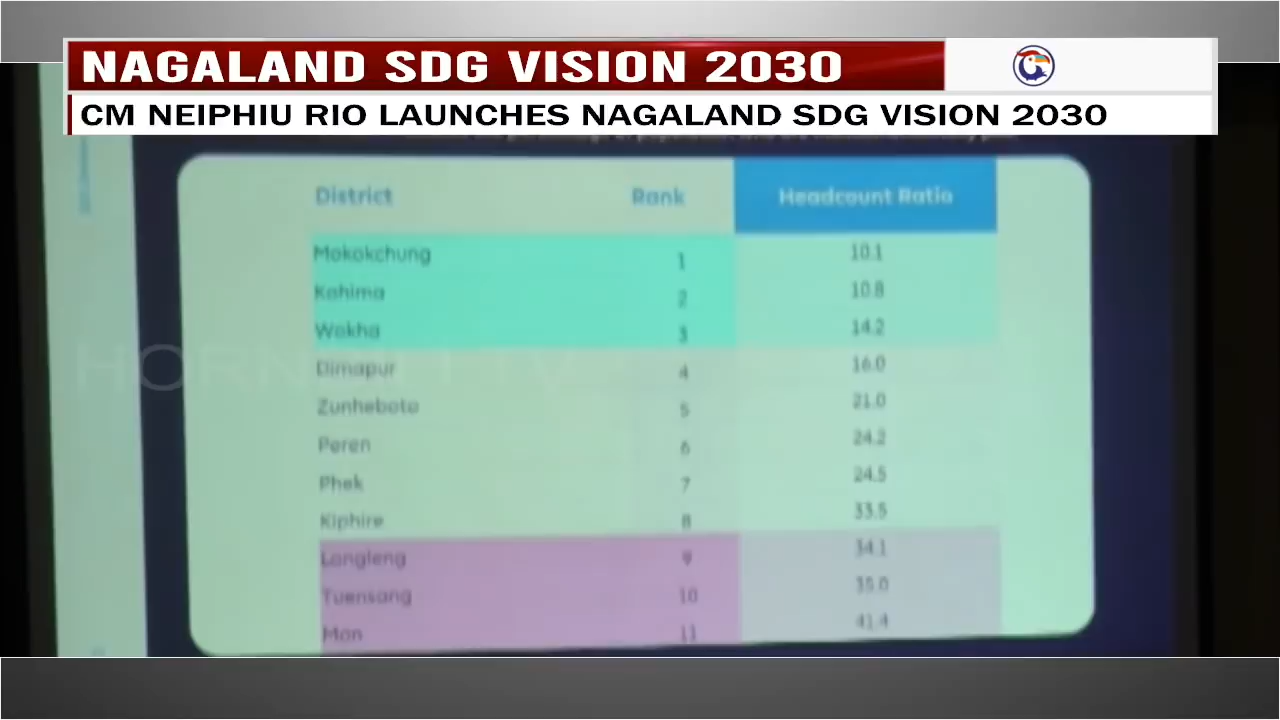 NAGALAND SDG VISION 2030
CM NEIPHIU RIO LAUNCHES NAGALAND SDG VISION 2030
District Rank Headcount Ratio
Mokokchung 1 10.1
Kohima 2 10.8
Wokha 3 14.2
Dimapur 4 16.0
Zunheboto 5 21.0
Peren 6 24.2
Phek 7 24.5
Kiphire 8 33.5
Longleng 9 34.1
Tuensang 10 35.0
Mon 11 41.4